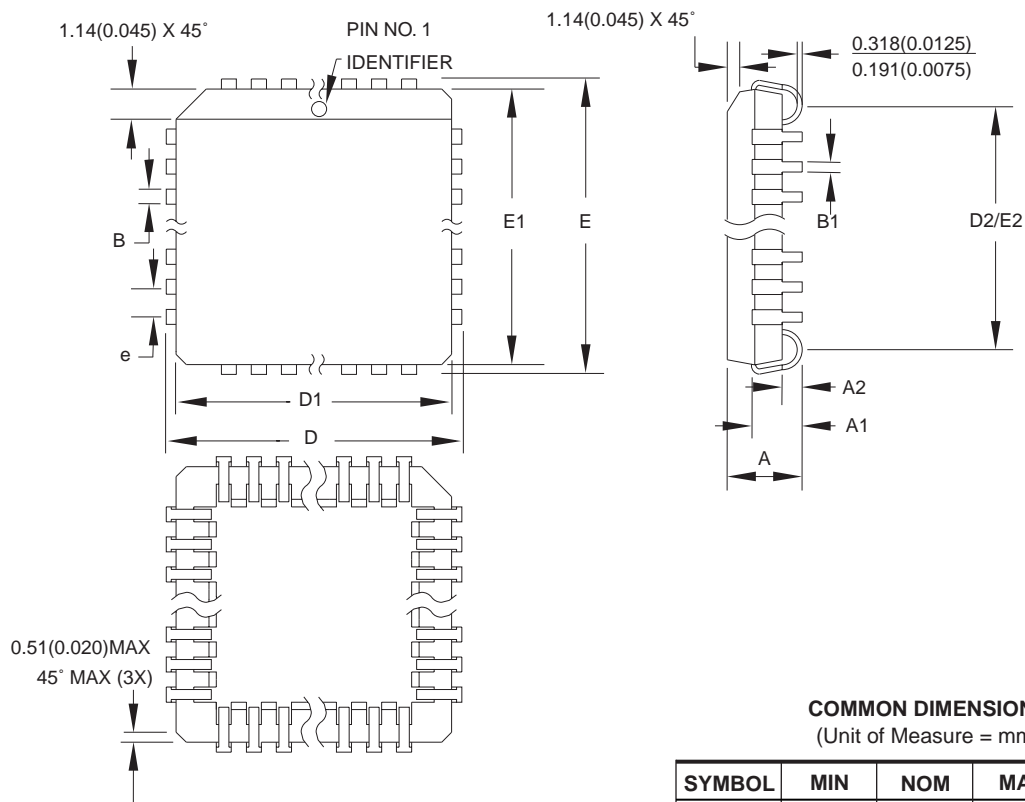 1.14(0.045) X 45˚
PIN NO. 1
IDENTIFIER
1.14(0.045) X 45˚
0.318(0.0125)
0.191(0.0075)
E1
E
B
e
B1
D2/E2
A2
A1
A
D1
D
0.51(0.020)MAX
45˚ MAX (3X)
COMMON DIMENSION
(Unit of Measure = mm
SYMBOL MIN NOM MA